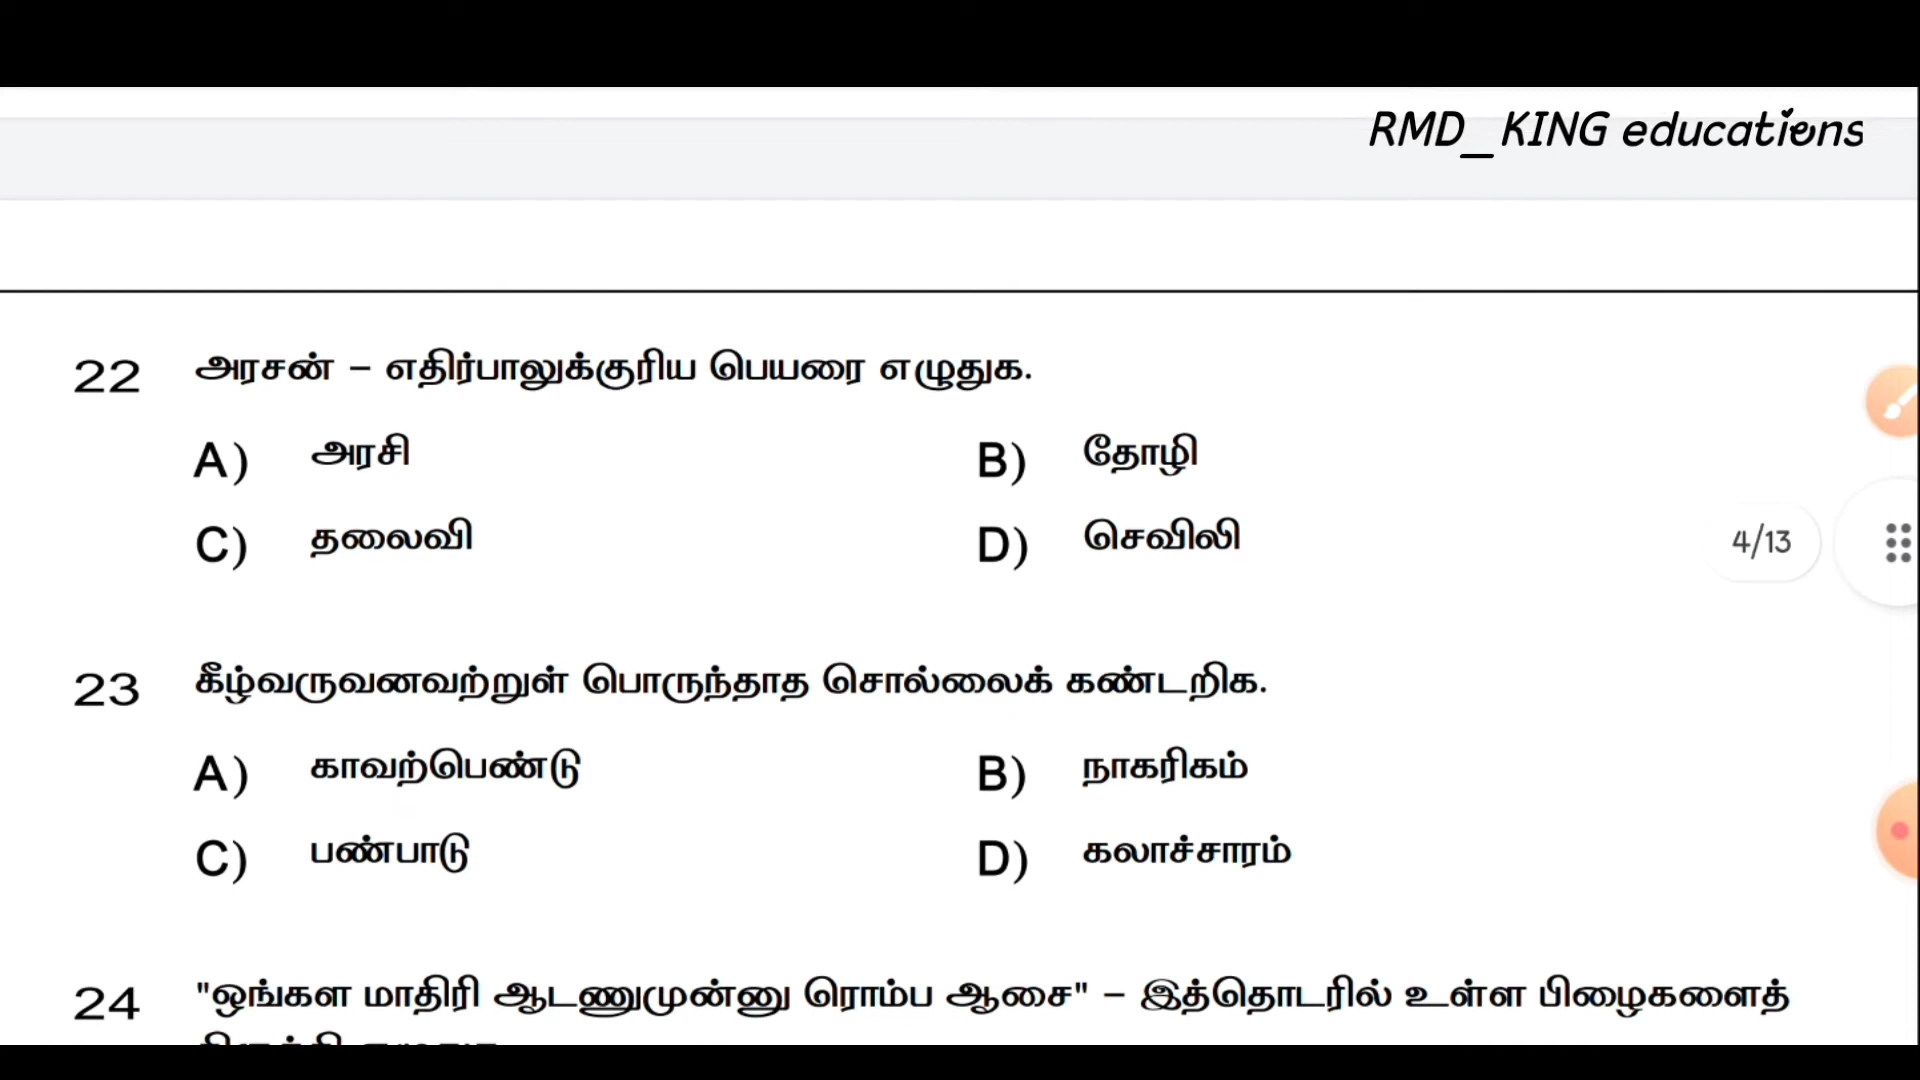 RMD_KING educations
22 அரசன் – எதிர்பாலுக்குரிய பெயரை எழுதுக.
A) அரசி B) தோழி
C) தலைவி D) செவிலி
4/13
23 கீழ்வருவனவற்றுள் பொருந்தாத சொல்லைக் கண்டறிக.
A) காவற்பெண்டு B) நாகரிகம்
C) பண்பாடு D) கலாச்சாரம்
24 "ஒங்கள மாதிரி ஆடணுமுன்னு ரொம்ப ஆசை" – இத்தொடரில் உள்ள பிழைகளைத்